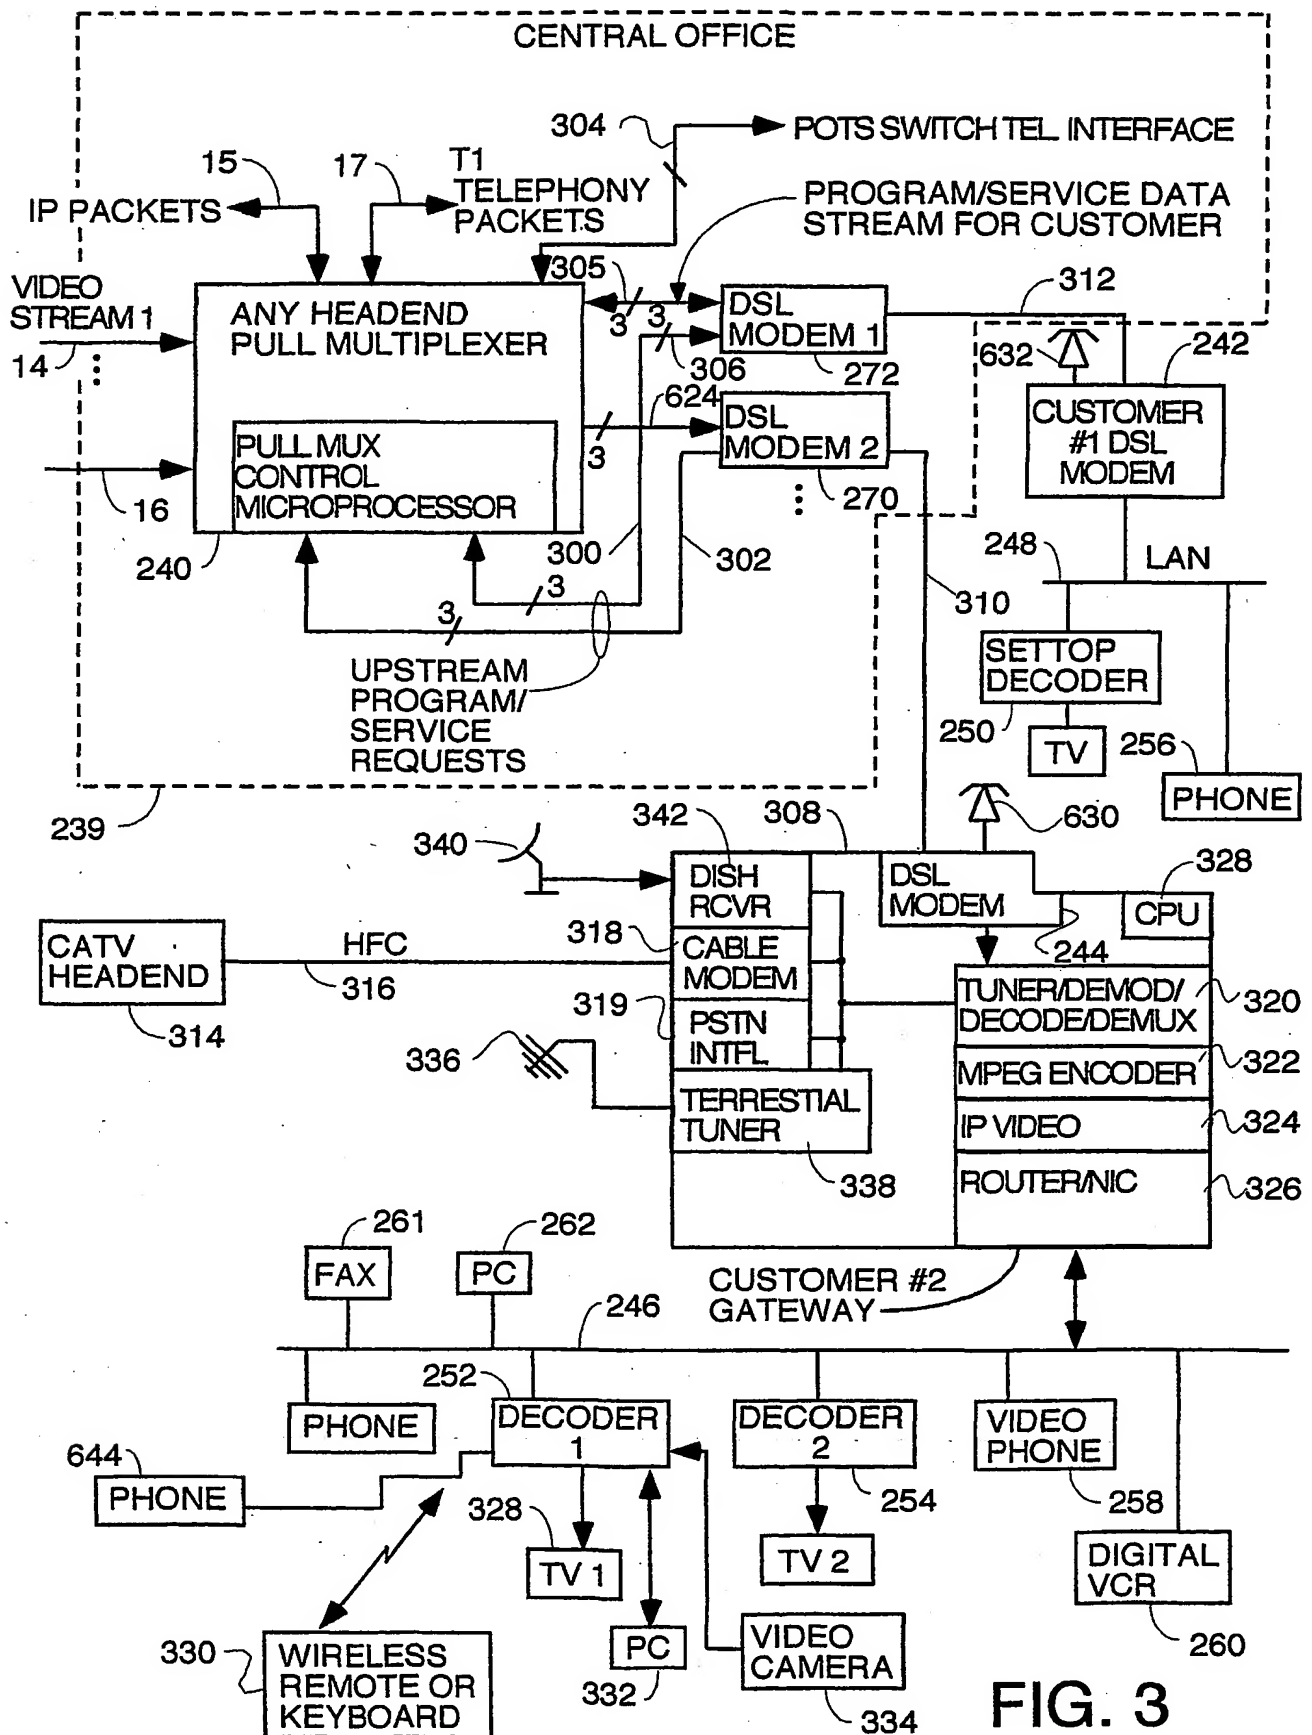 CENTRAL OFFICE
304
POTS SWITCH TEL INTERFACE
15
17
T1
TELEPHONY
PACKETS
IP PACKETS
PROGRAM/SERVICE DATA
STREAM FOR CUSTOMER
VIDEO
STREAM 1
14
16
ANY HEADEND
PULL MULTIPLEXER
PULL MUX
CONTROL
MICROPROCESSOR
240
305
3
3
306
DSL
MODEM 1
272
312
624
3
DSL
MODEM 2
270
632
242
CUSTOMER
#1 DSL
MODEM
300
302
310
3
3
UPSTREAM
PROGRAM/
SERVICE
REQUESTS
239
248
LAN
SETTOP
DECODER
250
TV
256
PHONE
340
342
308
630
328
DISH
RCVR
DSL
MODEM
CPU
244
CATV
HEADEND
314
HFC
316
318
CABLE
MODEM
319
PSTN
INTFL
336
TERRESTIAL
TUNER
338
TUNER/DEMOD/
DECODE/DEMUX
320
MPEG ENCODER
322
IP VIDEO
324
ROUTER/NIC
326
CUSTOMER #2
GATEWAY
261
FAX
262
PC
246
PHONE
252
DECODER
1
DECODER
2
254
VIDEO
PHONE
258
644
PHONE
328
TV 1
TV 2
DIGITAL
VCR
260
330
WIRELESS
REMOTE OR
KEYBOARD
PC
332
VIDEO
CAMERA
334
FIG. 3